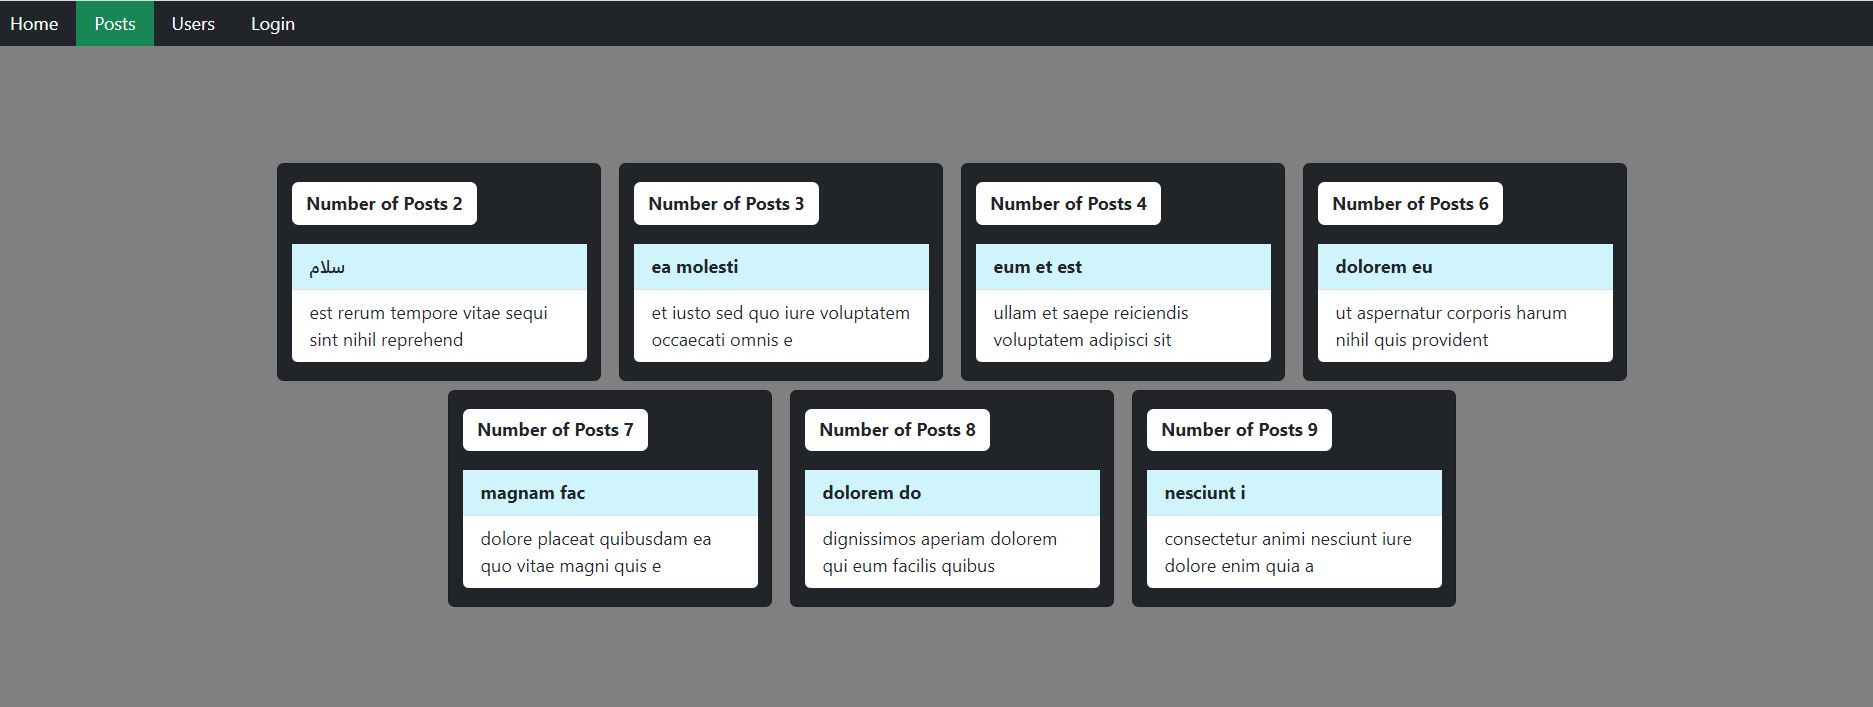 Home Posts Users Login
Number of Posts 2
سلام
est rerum tempore vitae sequi
sint nihil reprehend
Number of Posts 3
ea molesti
et iusto sed quo iure voluptatem
occaecati omnis e
Number of Posts 4
eum et est
ullam et saepe reiciendis
voluptatem adipisci sit
Number of Posts 6
dolorem eu
ut aspernatur corporis harum
nihil quis provident
Number of Posts 7
magnam fac
dolore placeat quibusdam ea
quo vitae magni quis e
Number of Posts 8
dolorem do
dignissimos aperiam dolorem
qui eum facilis quibus
Number of Posts 9
nesciunt i
consectetur animi nesciunt iure
dolore enim quia a